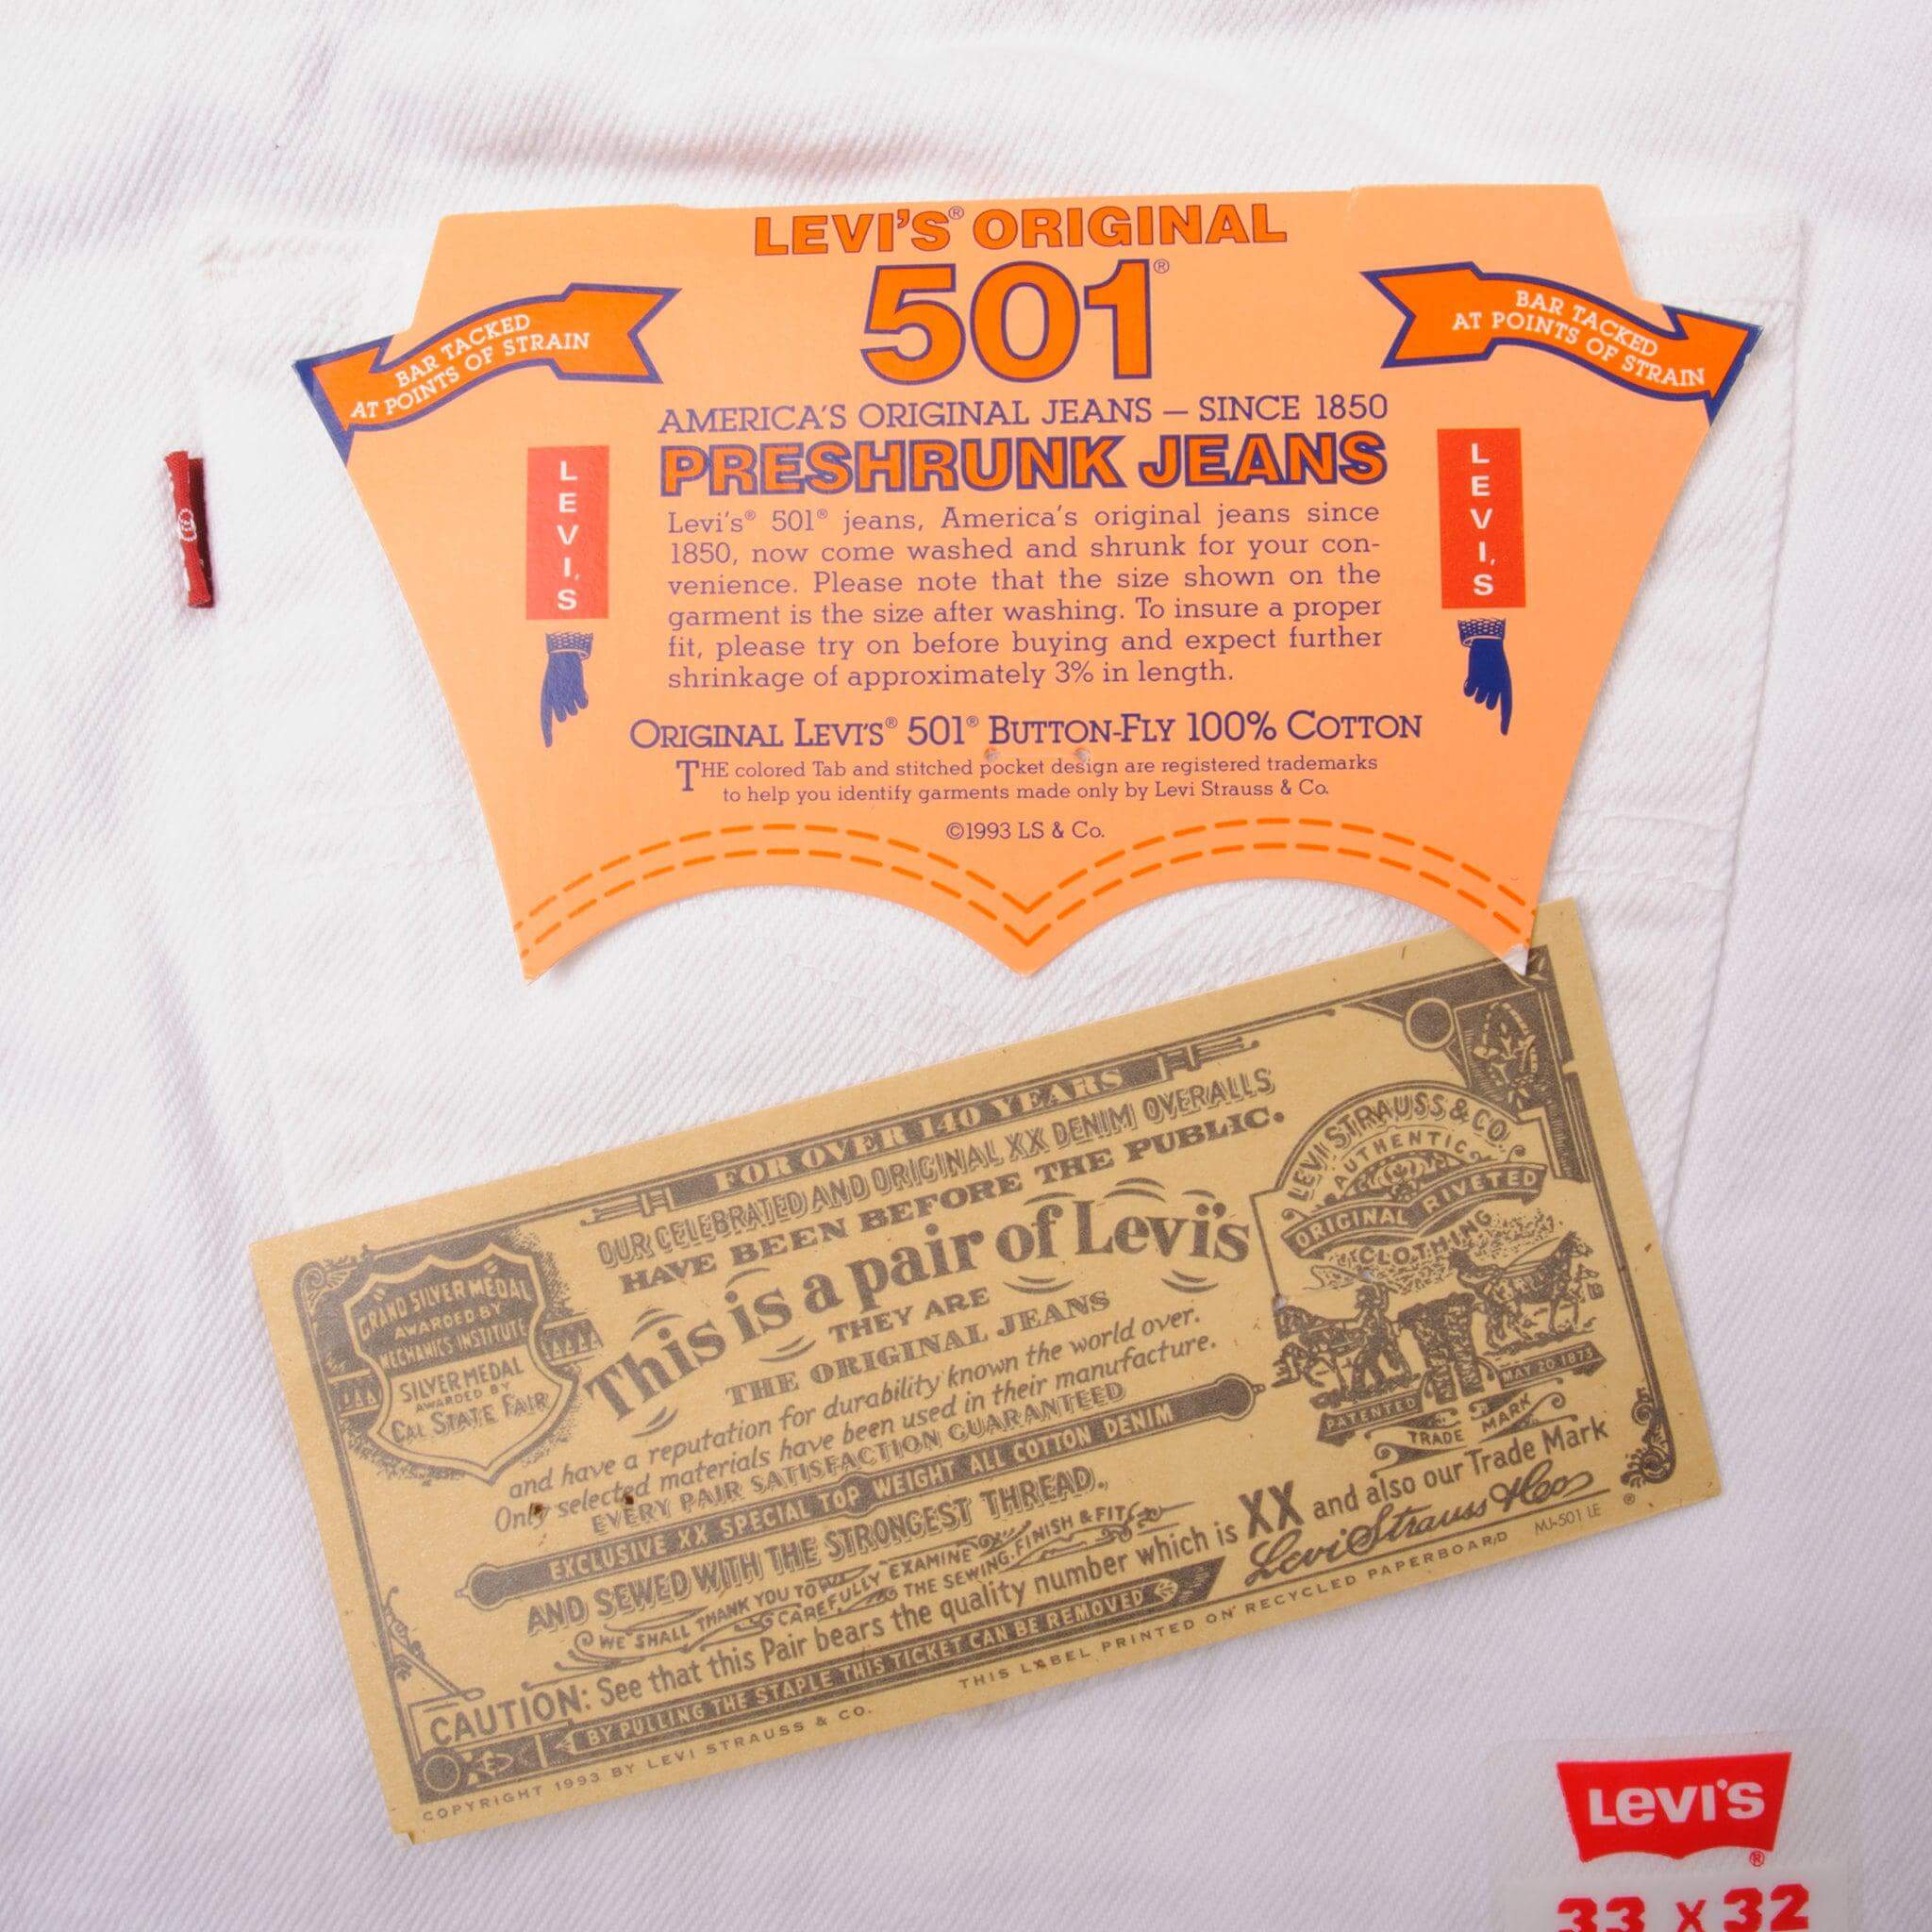 LEVI'S® ORIGINAL
501®
BAR TACKED
AT POINTS OF STRAIN
BAR TACKED
AT POINTS OF STRAIN
AMERICA'S ORIGINAL JEANS – SINCE 1850
PRESHRUNK JEANS
LEVI'S
LEVI'S
Levi's® 501® jeans, America's original jeans since
1850, now come washed and shrunk for your con-
venience. Please note that the size shown on the
garment is the size after washing. To insure a proper
fit, please try on before buying and expect further
shrinkage of approximately 3% in length.
ORIGINAL LEVI'S® 501® BUTTON-FLY 100% COTTON
THE colored Tab and stitched pocket design are registered trademarks
to help you identify garments made only by Levi Strauss & Co.
©1993 LS & Co.
FOR OVER 140 YEARS
OUR CELEBRATED AND ORIGINAL XX DENIM OVERALLS
HAVE BEEN BEFORE THE PUBLIC.
This is a pair of Levi's
THEY ARE
THE ORIGINAL JEANS
and have a reputation for durability known the world over.
Only selected materials have been used in their manufacture.
EVERY PAIR SATISFACTION GUARANTEED
EXCLUSIVE XX SPECIAL TOP WEIGHT ALL COTTON DENIM
AND SEWED WITH THE STRONGEST THREAD.
WE SHALL THANK YOU TO CAREFULLY EXAMINE THE SEWING, FINISH & FIT
CAUTION: See that this Pair bears the quality number which is XX and also our Trade Mark
BY PULLING THE STAPLE THIS TICKET CAN BE REMOVED
Levi Strauss & Co ®
COPYRIGHT 1993 BY LEVI STRAUSS & CO. THIS LABEL PRINTED ON RECYCLED PAPERBOARD MJ-501 LE
GRAND SILVER MEDAL
AWARDED BY
MECHANICS INSTITUTE
SILVER MEDAL
AWARDED BY
CAL STATE FAIR
LEVI STRAUSS & CO.
AUTHENTIC
ORIGINAL RIVETED
CLOTHING
PATENTED
MAY 20 1873
TRADE MARK
LEVI'S®
33 X 32